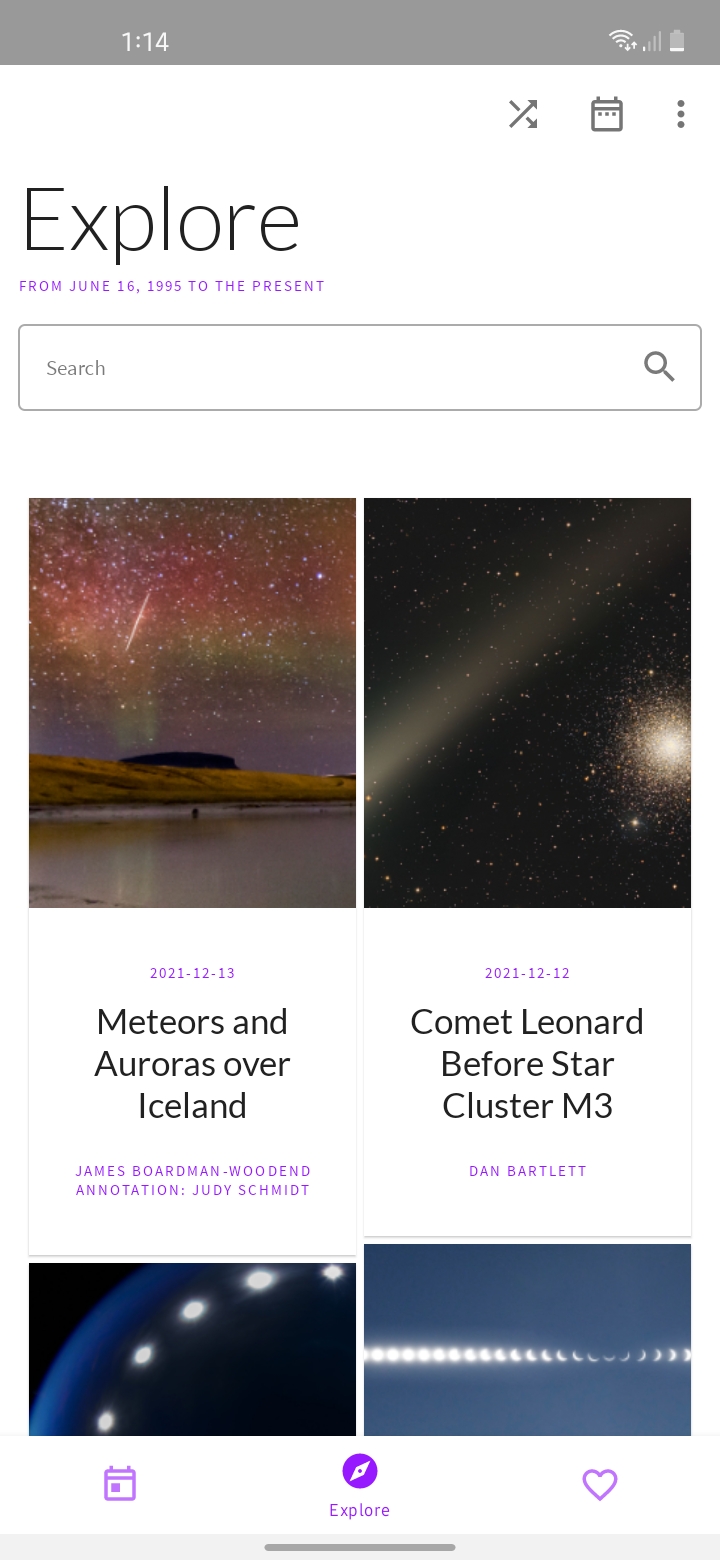 1:14
Explore
FROM JUNE 16, 1995 TO THE PRESENT
Search
2021-12-13
Meteors and
Auroras over
Iceland
JAMES BOARDMAN-WOODEND
ANNOTATION: JUDY SCHMIDT
2021-12-12
Comet Leonard
Before Star
Cluster M3
DAN BARTLETT
Explore